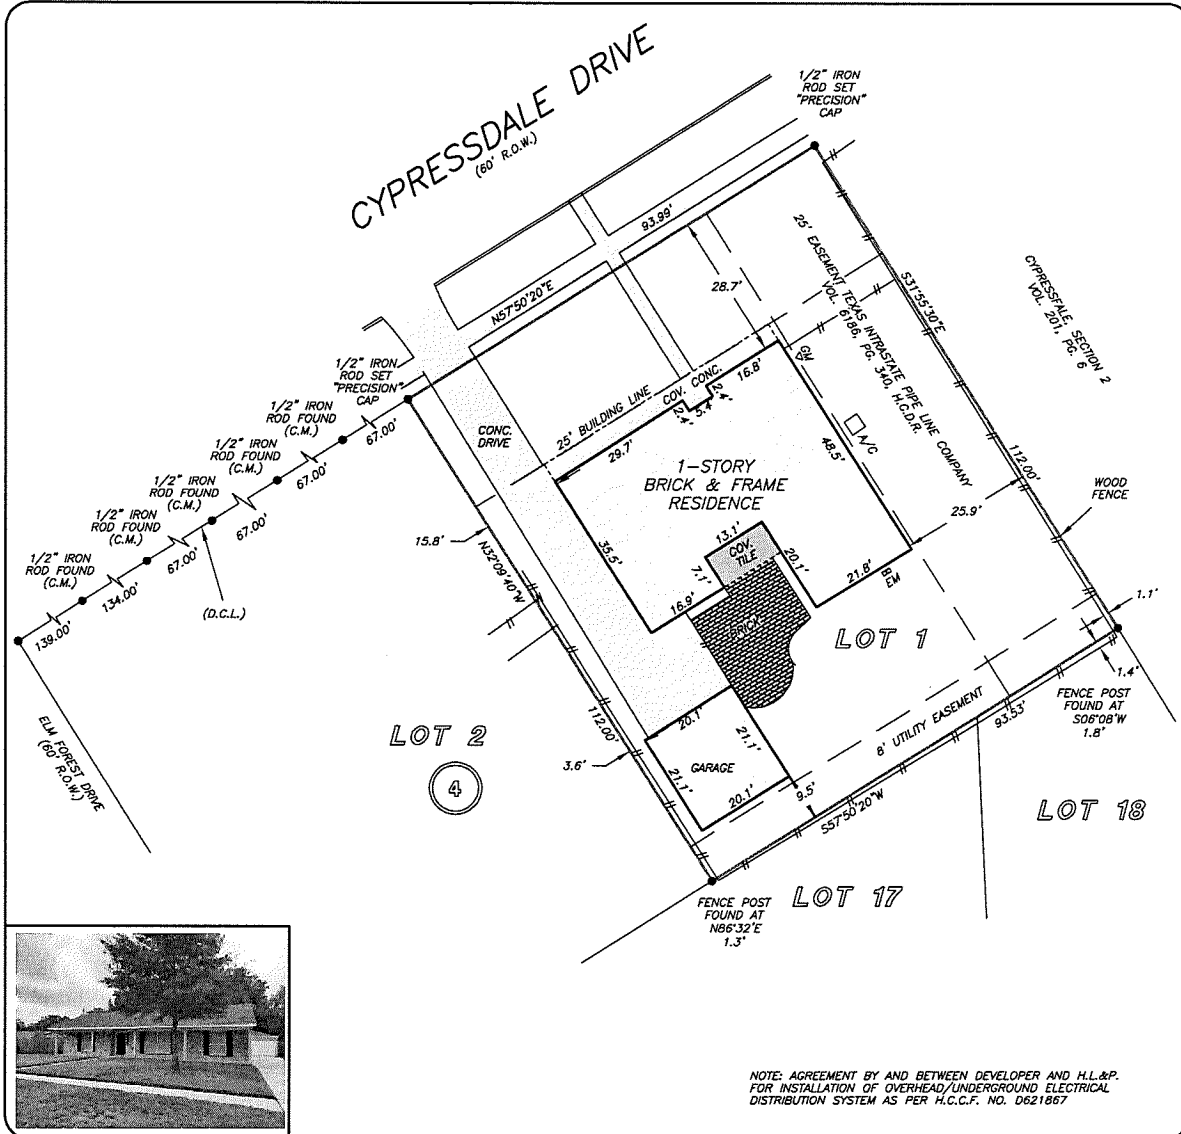 CYPRESSDALE DRIVE
(60' R.O.W.)
1/2" IRON
ROD SET
"PRECISION"
CAP
93.99'
N57°50'20"E
28.7'
25' EASEMENT TEXAS INTRASTATE PIPE LINE COMPANY
VOL. 6186, PG. 340, H.C.D.R.
S31°55'30"E
CYPRESSFALE, SECTION 2
VOL. 201, PG. 6
1/2" IRON
ROD SET
"PRECISION"
CAP
1/2" IRON
ROD FOUND
(C.M.)
67.00'
1/2" IRON
ROD FOUND
(C.M.)
67.00'
1/2" IRON
ROD FOUND
(C.M.)
67.00'
1/2" IRON
ROD FOUND
(C.M.)
67.00'
1/2" IRON
ROD FOUND
(C.M.)
134.00'
139.00'
(D.C.L.)
ELM FOREST DRIVE
(60' R.O.W.)
CONC.
DRIVE
25' BUILDING LINE
COV. CONC.
GM
16.8'
2.4'
5.4'
2.4'
29.7'
A/C
48.5'
1-STORY
BRICK & FRAME
RESIDENCE
112.00'
WOOD
FENCE
25.9'
15.8'
N32°09'40"W
35.5'
13.1'
COV.
TILE
7.1'
20.1'
21.8'
EM
16.9'
BRICK
LOT 1
1.1'
1.4'
FENCE POST
FOUND AT
S06°08'W
1.8'
8' UTILITY EASEMENT
93.53'
S57°50'20"W
LOT 2
4
112.00'
3.6'
20.1'
21.1'
GARAGE
21.1'
20.1'
9.5'
LOT 18
LOT 17
FENCE POST
FOUND AT
N86°32'E
1.3'
NOTE: AGREEMENT BY AND BETWEEN DEVELOPER AND H.L.&P.
FOR INSTALLATION OF OVERHEAD/UNDERGROUND ELECTRICAL
DISTRIBUTION SYSTEM AS PER H.C.C.F. NO. D621867